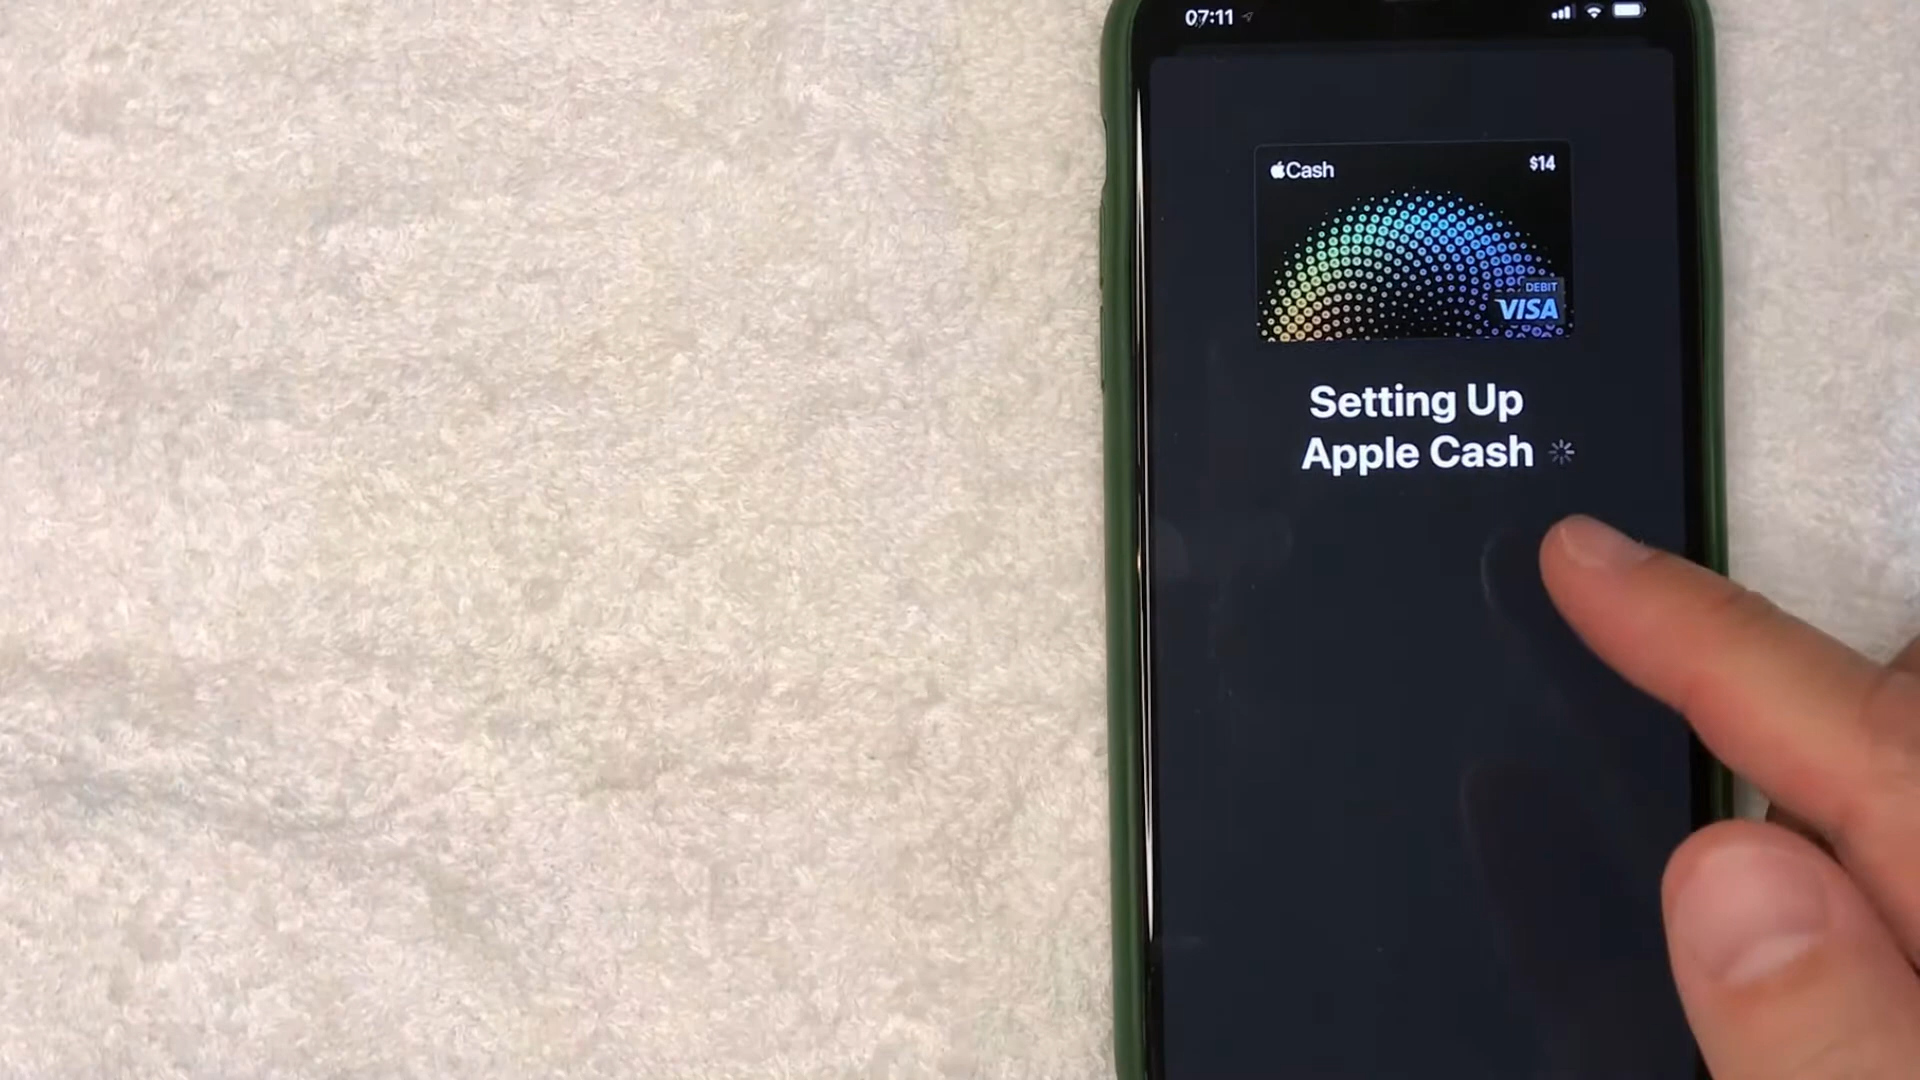 07:11
Cash
$14
DEBIT
VISA
Setting Up
Apple Cash